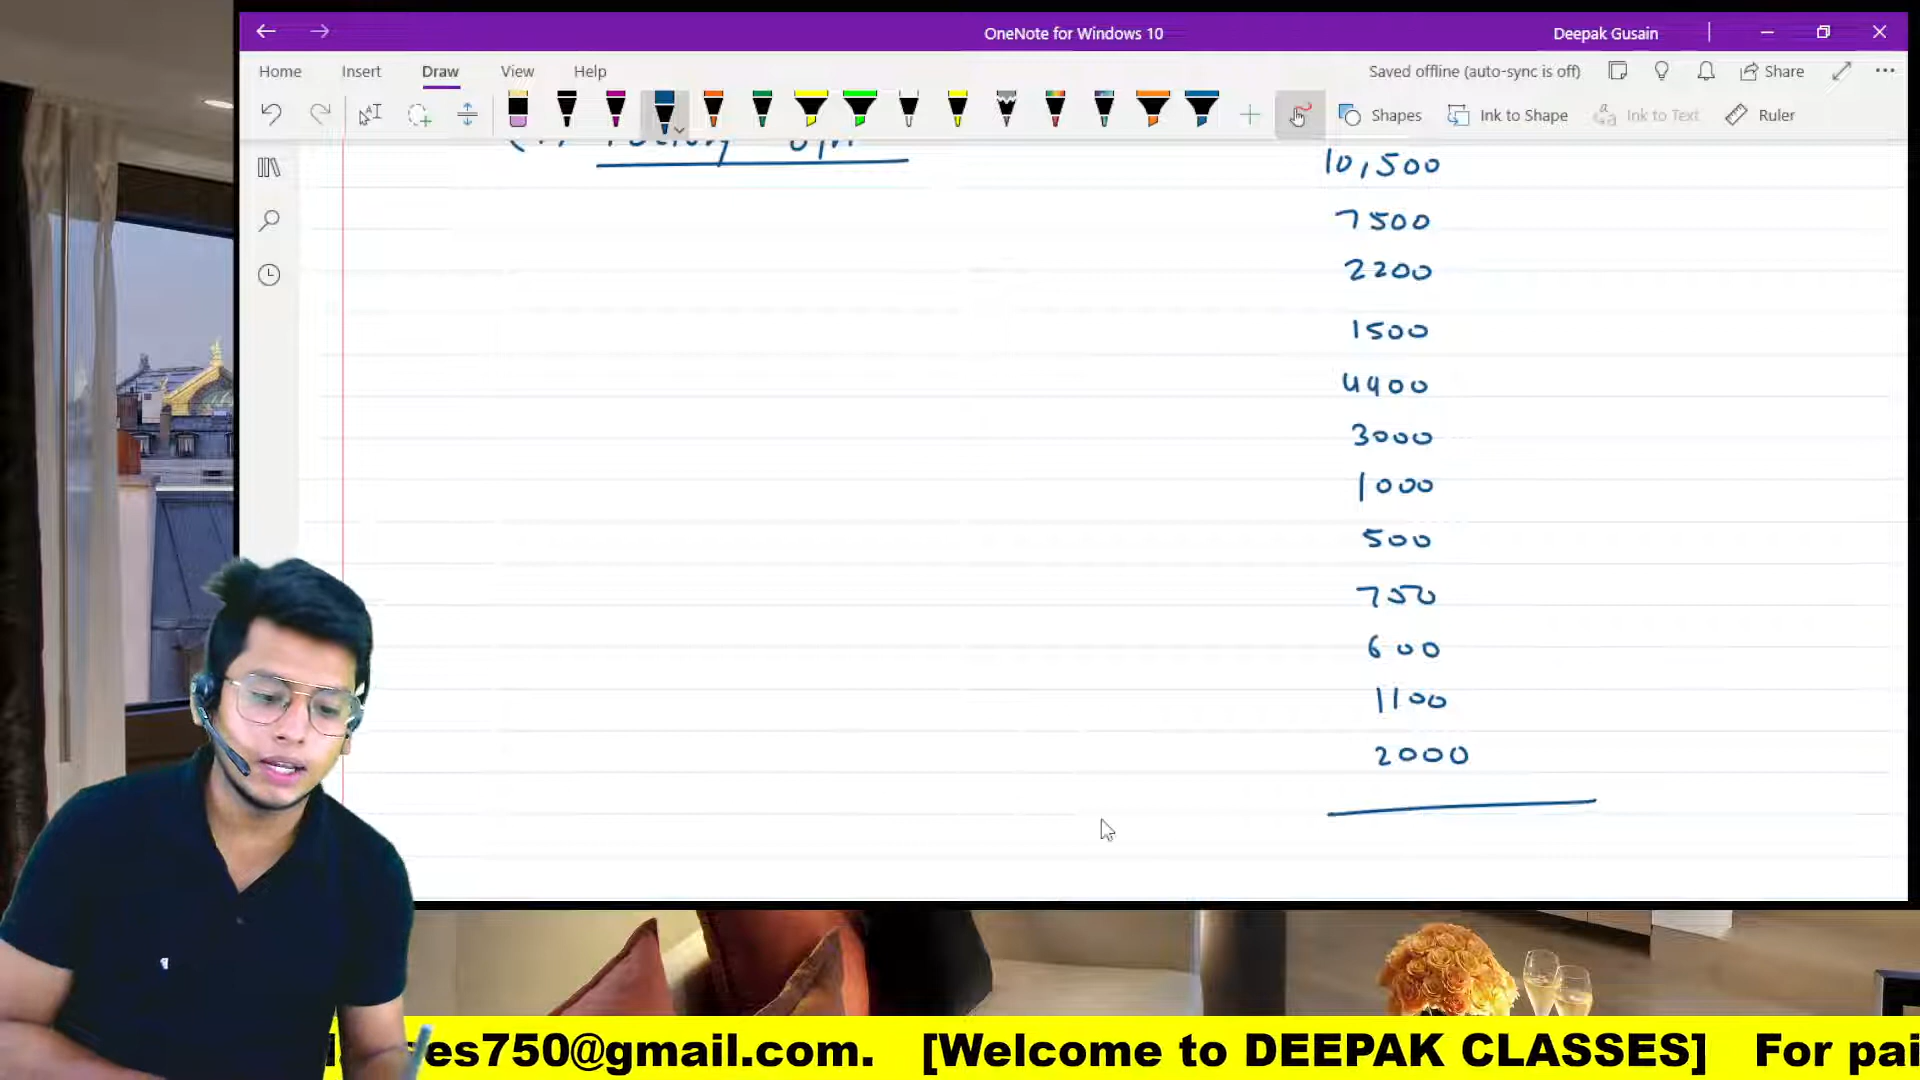 OneNote for Windows 10
Deepak Gusain
Home Insert Draw View Help
Saved offline (auto-sync is off)
Share
Shapes
Ink to Shape
Ink to Text
Ruler
10,500
7500
2200
1500
4400
3000
1000
500
750
600
1100
2000
es750@gmail.com. [Welcome to DEEPAK CLASSES] For pai